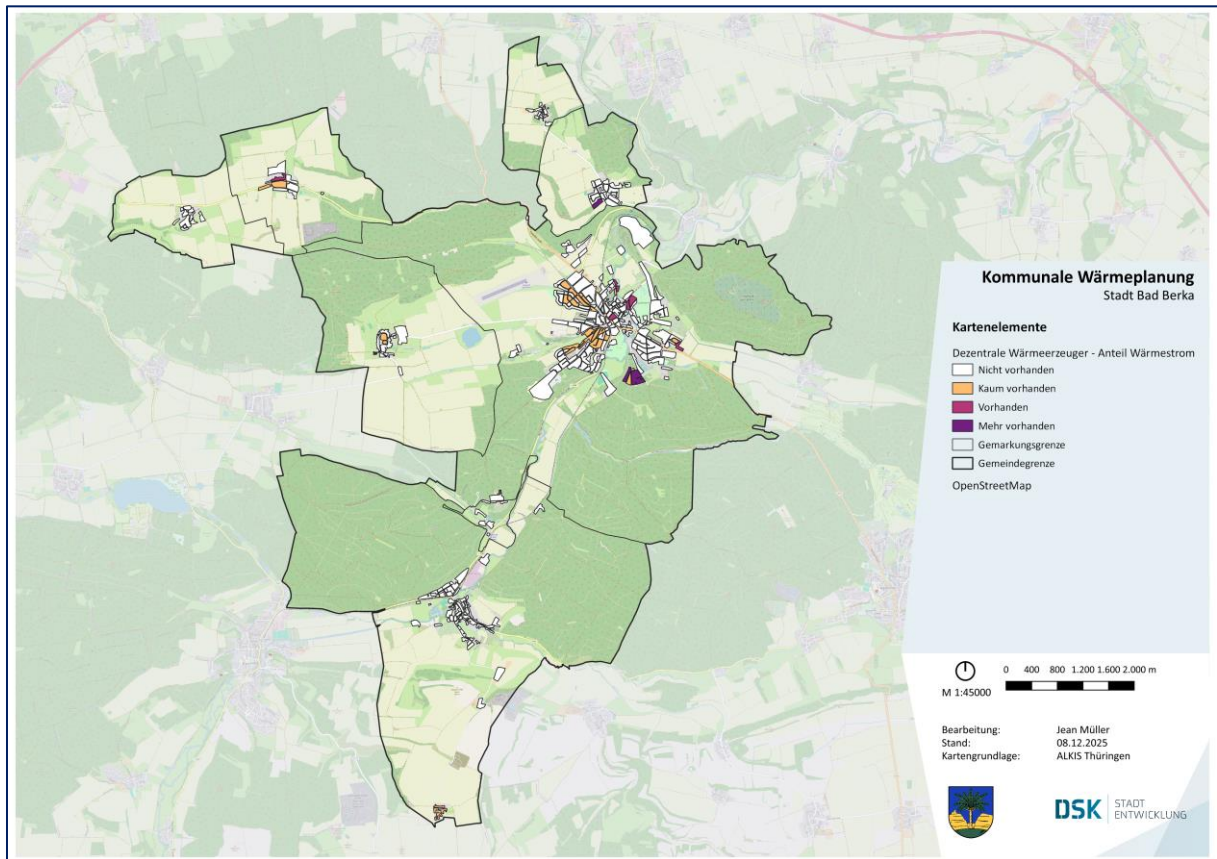 Kommunale Wärmeplanung
Stadt Bad Berka
Kartenelemente
Dezentrale Wärmeerzeuger - Anteil Wärmestrom
Nicht vorhanden
Kaum vorhanden
Vorhanden
Mehr vorhanden
Gemarkungsgrenze
Gemeindegrenze
OpenStreetMap
0 400 800 1.200 1.600 2.000 m
M 1:45000
Bearbeitung: Jean Müller
Stand: 08.12.2025
Kartengrundlage: ALKIS Thüringen
DSK STADT
ENTWICKLUNG